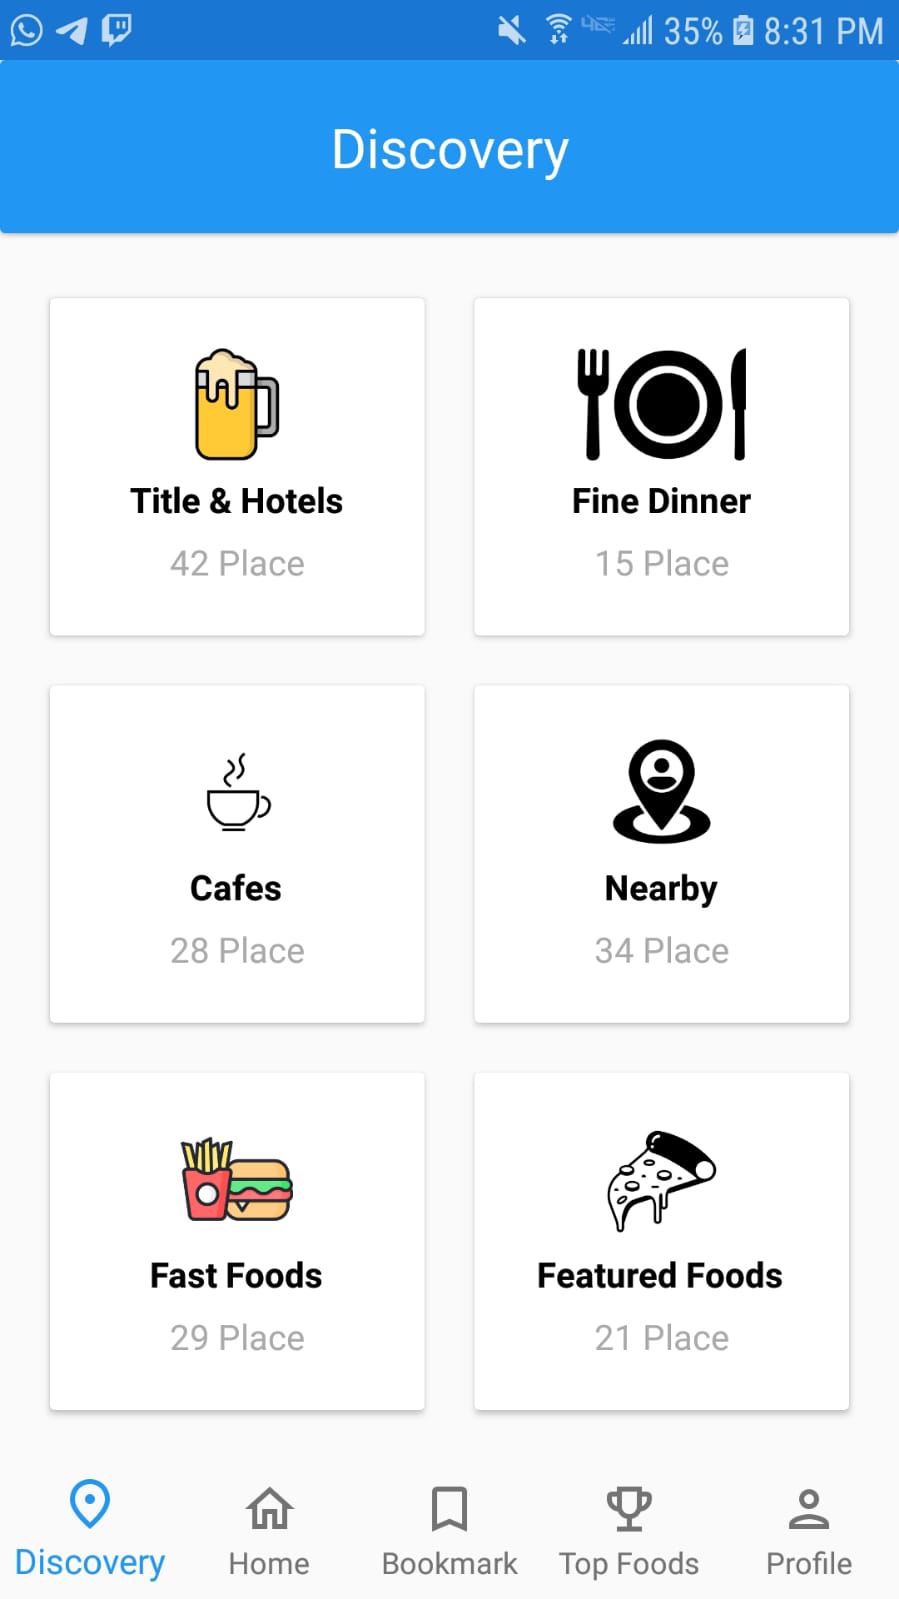 35% 8:31 PM
Discovery
Title & Hotels
42 Place
Fine Dinner
15 Place
Cafes
28 Place
Nearby
34 Place
Fast Foods
29 Place
Featured Foods
21 Place
Discovery
Home
Bookmark
Top Foods
Profile